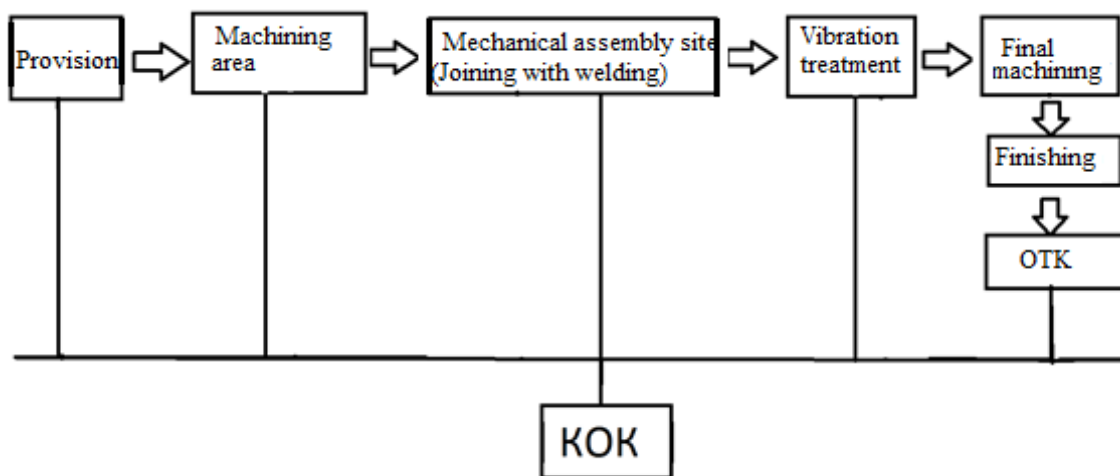 Provision
Machining
area
Mechanical assembly site
(Joining with welding)
Vibration
treatment
Final
machining
Finishing
OTK
КОК